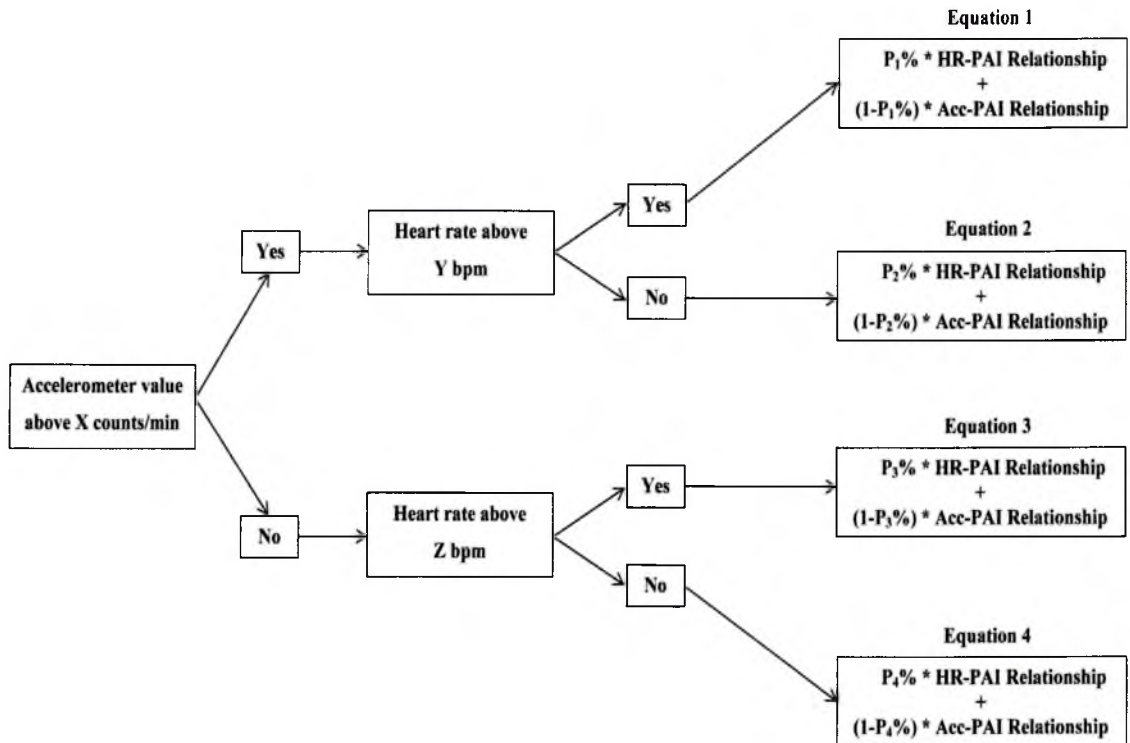 Equation 1
P₁% * HR-PAI Relationship
+
(1-P₁%) * Acc-PAI Relationship
Yes
Equation 2
Yes
Heart rate above
Y bpm
P₂% * HR-PAI Relationship
+
(1-P₂%) * Acc-PAI Relationship
No
Accelerometer value
above X counts/min
Equation 3
Yes
P₃% * HR-PAI Relationship
+
(1-P₃%) * Acc-PAI Relationship
No
Heart rate above
Z bpm
No
Equation 4
P₄% * HR-PAI Relationship
+
(1-P₄%) * Acc-PAI Relationship